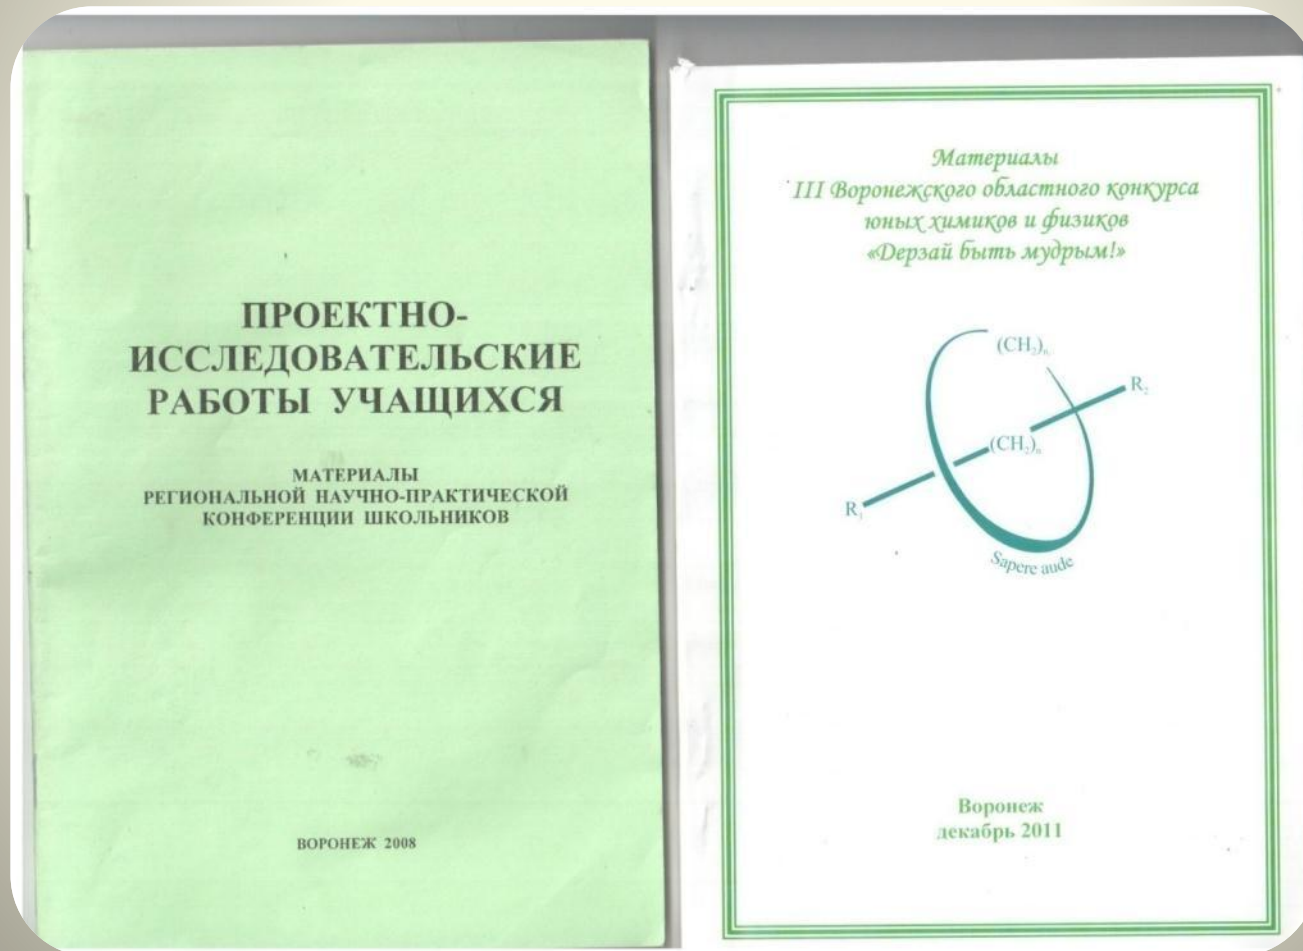 ПРОЕКТНО-
ИССЛЕДОВАТЕЛЬСКИЕ
РАБОТЫ УЧАЩИХСЯ
МАТЕРИАЛЫ
РЕГИОНАЛЬНОЙ НАУЧНО-ПРАКТИЧЕСКОЙ
КОНФЕРЕНЦИИ ШКОЛЬНИКОВ
ВОРОНЕЖ 2008
Материалы
III Воронежского областного конкурса
юных химиков и физиков
«Дерзай быть мудрым!»
(CH₂)ₙ
R₂
(CH₂)ₙ
R₁
Sapere aude
Воронеж
декабрь 2011